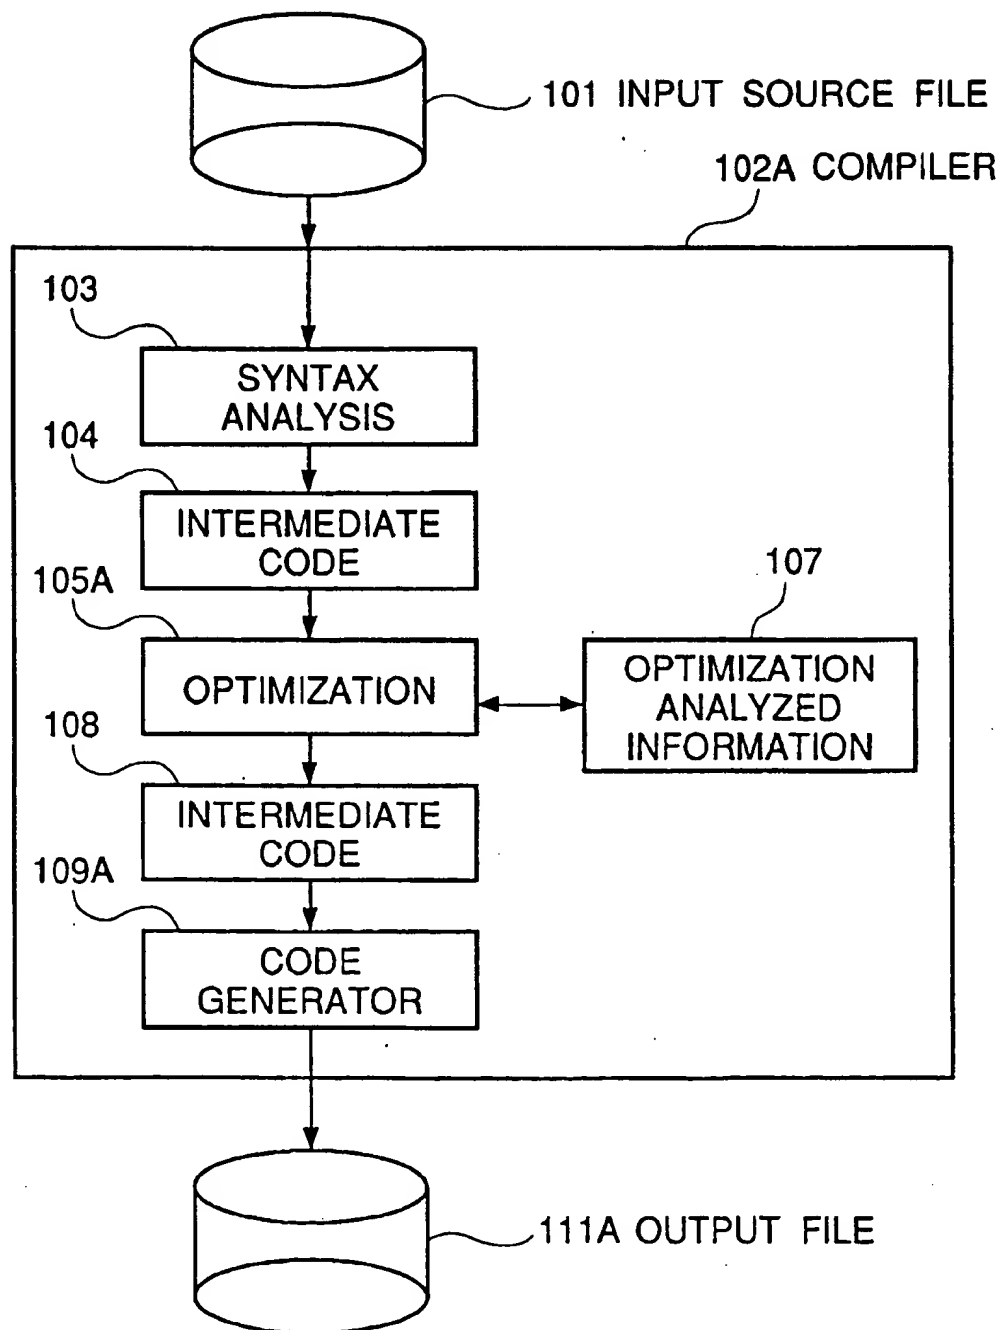 101 INPUT SOURCE FILE
102A COMPILER
103
SYNTAX
ANALYSIS
104
INTERMEDIATE
CODE
105A
107
OPTIMIZATION
OPTIMIZATION
ANALYZED
INFORMATION
108
INTERMEDIATE
CODE
109A
CODE
GENERATOR
111A OUTPUT FILE